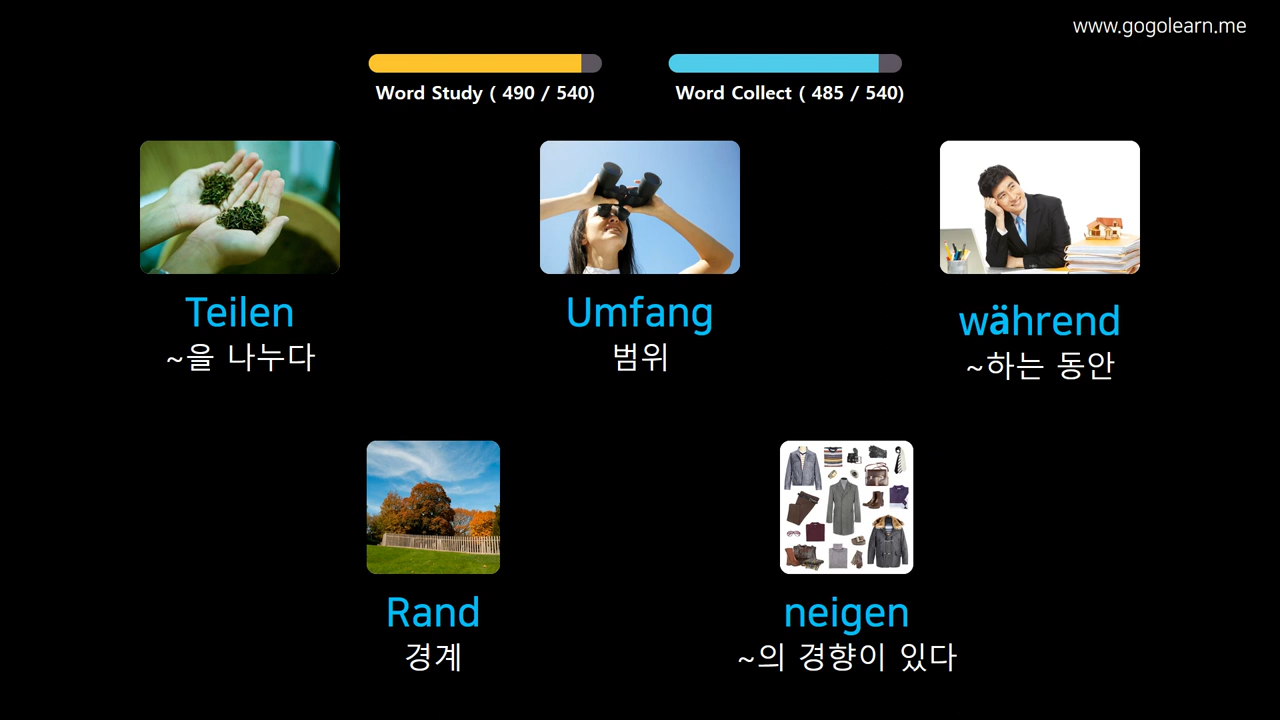 www.gogolearn.me
Word Study ( 490 / 540)
Word Collect ( 485 / 540)
Teilen
~을 나누다
Umfang
범위
während
~하는 동안
Rand
경계
neigen
~의 경향이 있다